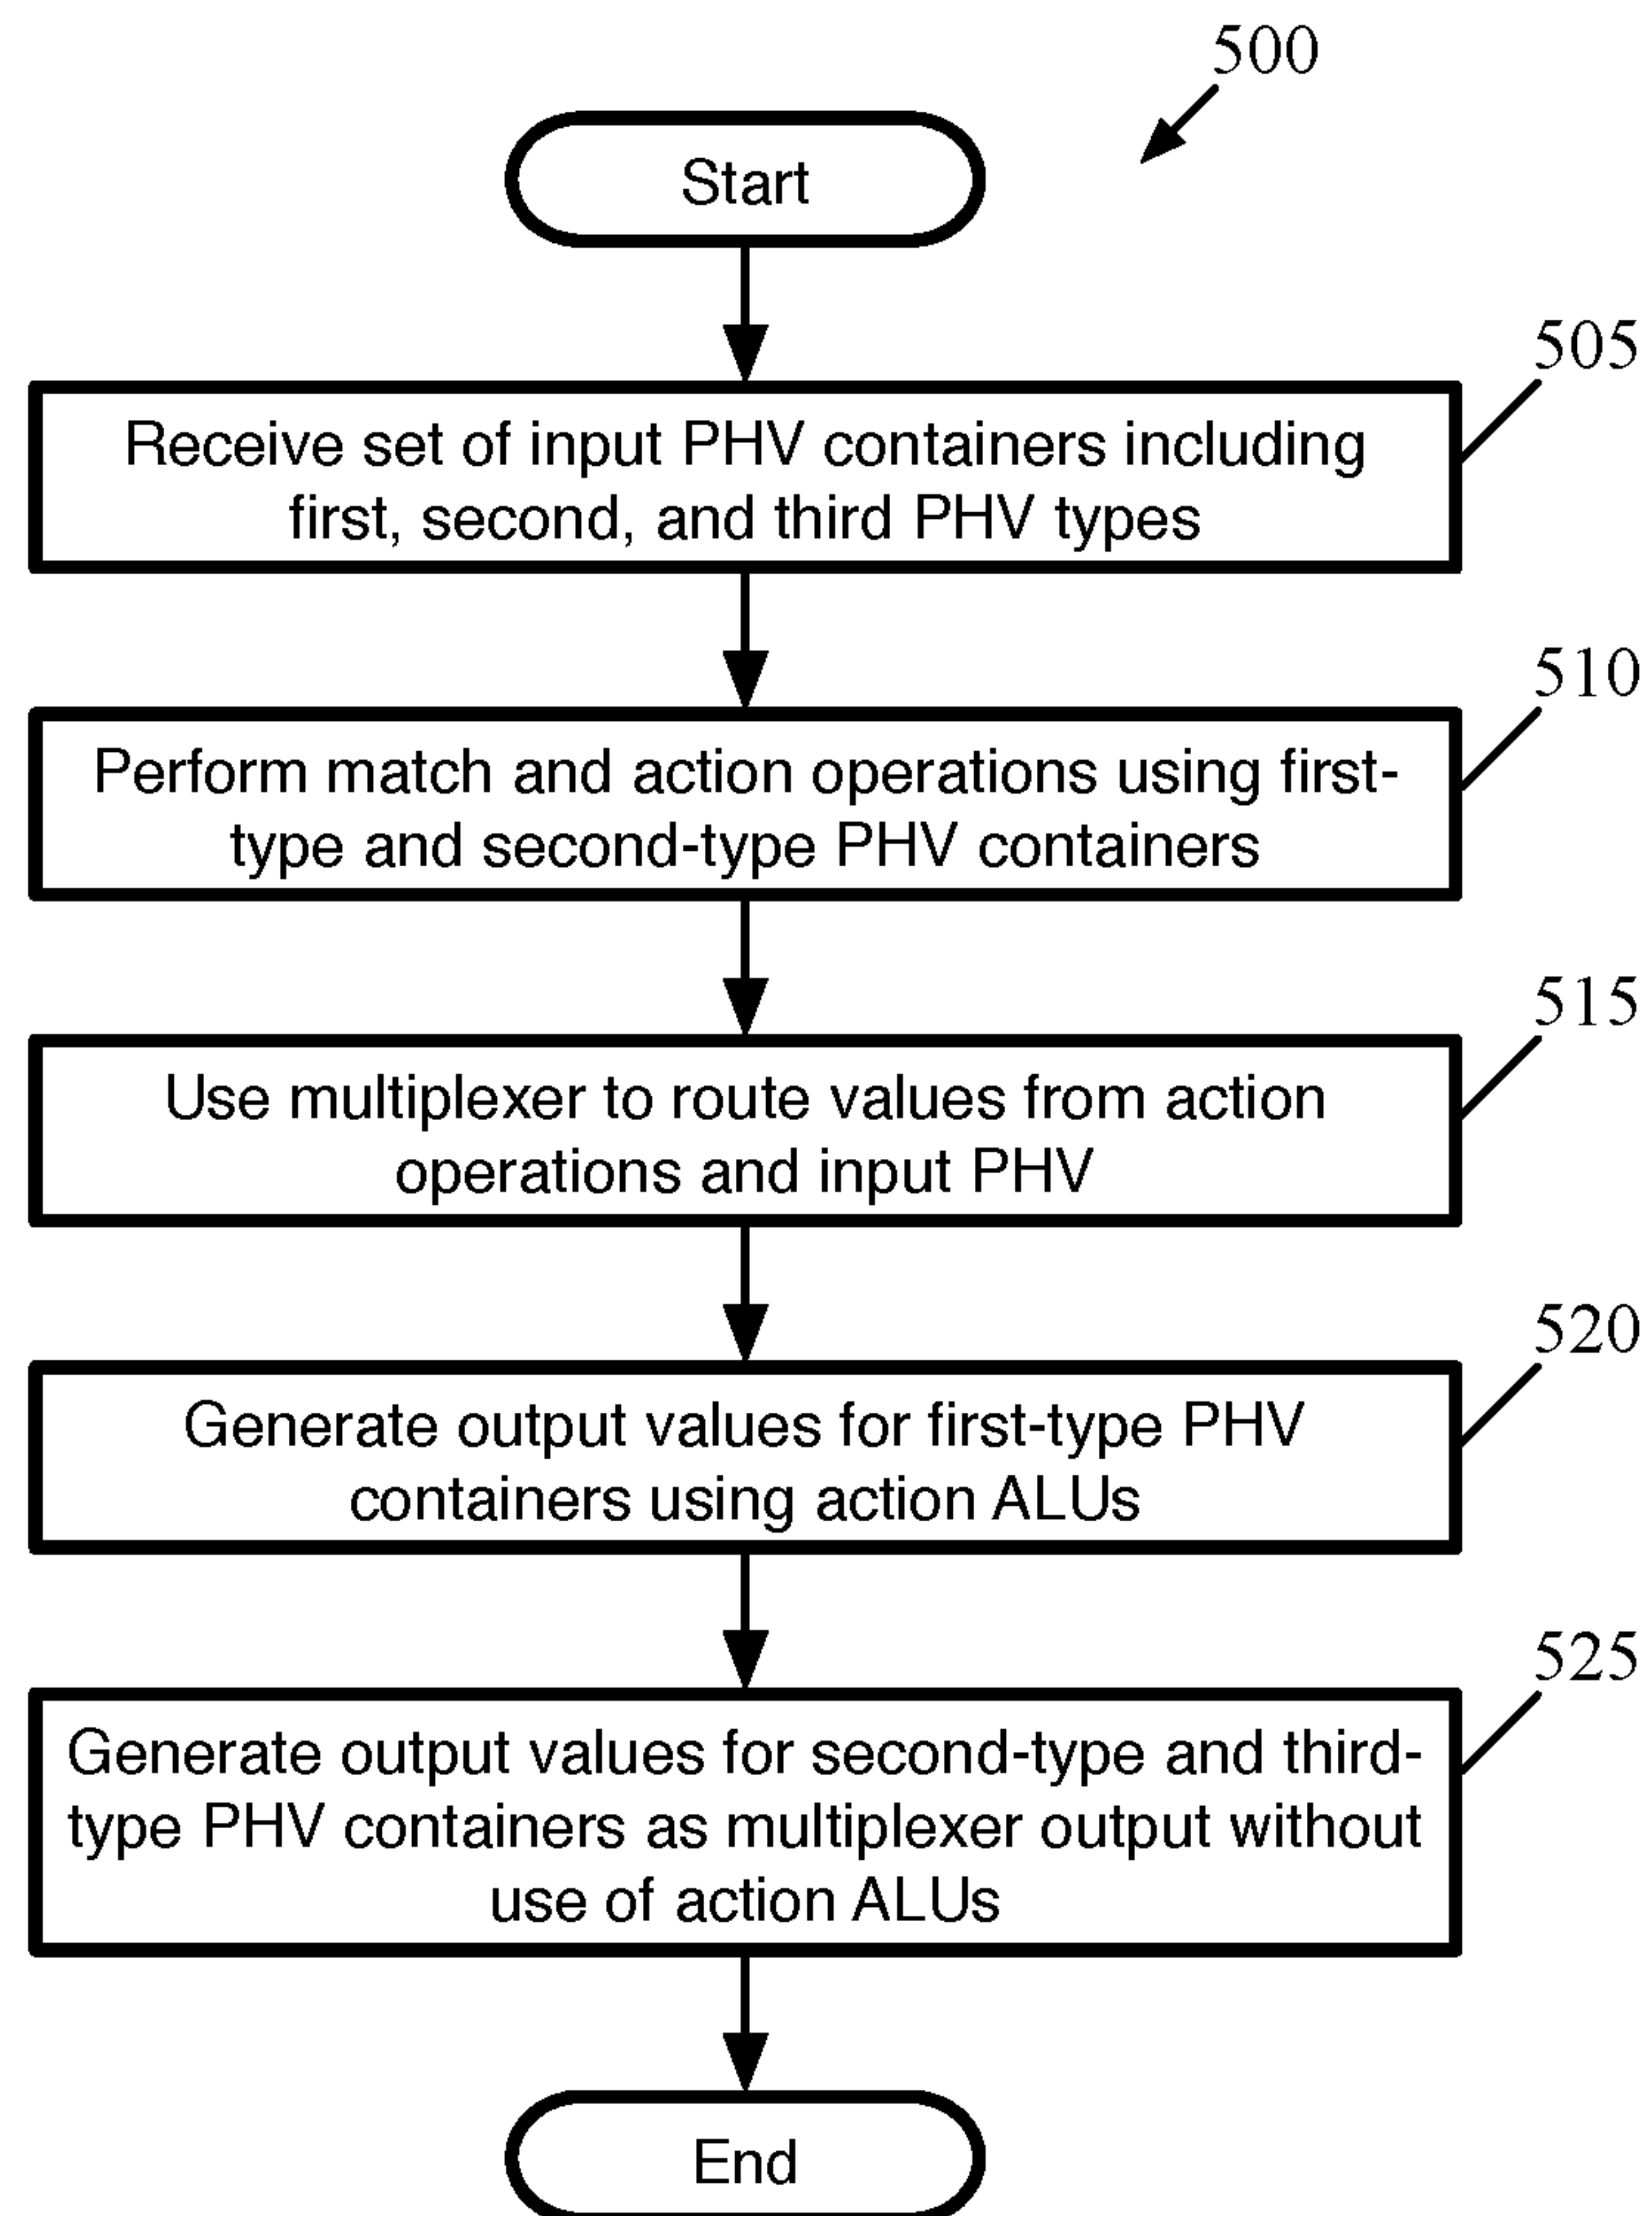 500
Start
505
Receive set of input PHV containers including
first, second, and third PHV types
510
Perform match and action operations using first-
type and second-type PHV containers
515
Use multiplexer to route values from action
operations and input PHV
520
Generate output values for first-type PHV
containers using action ALUs
525
Generate output values for second-type and third-
type PHV containers as multiplexer output without
use of action ALUs
End